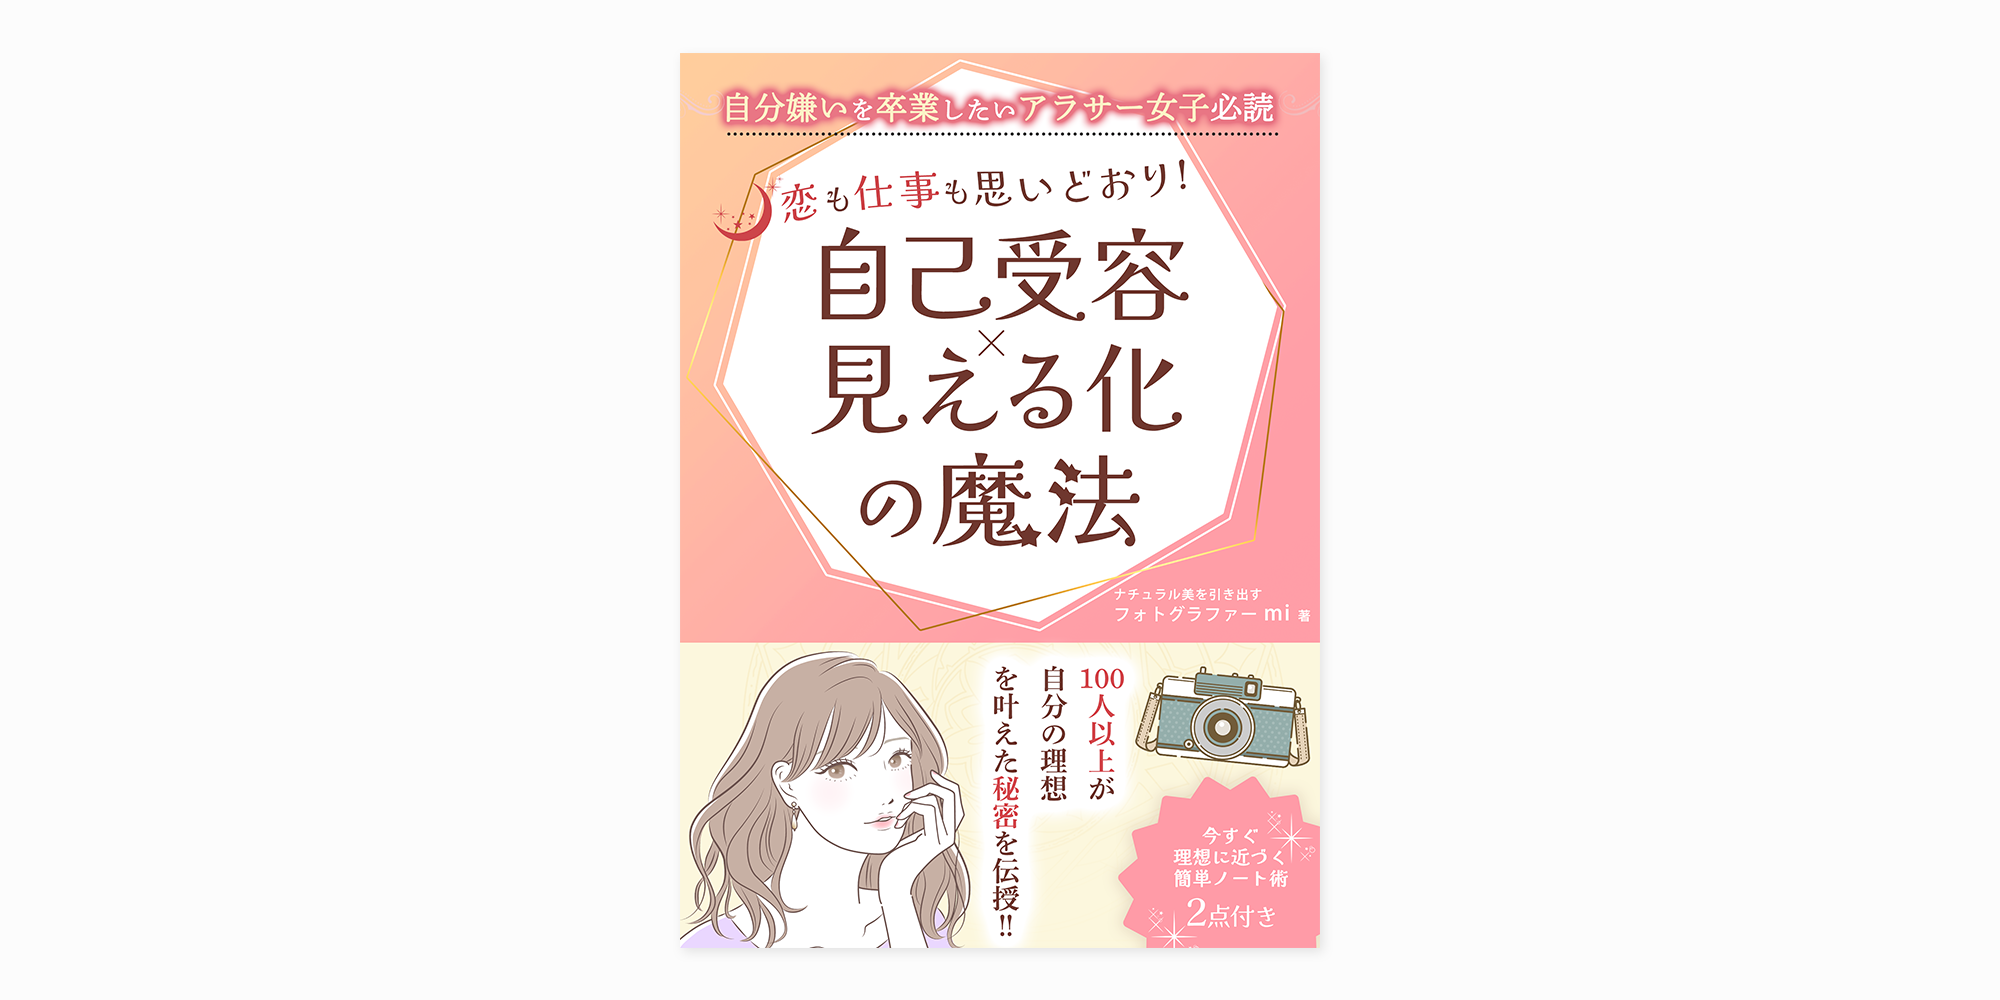 自分嫌いを卒業したいアラサー女子必読
恋も仕事も思いどおり!
自己受容
×
見える化
の魔法
ナチュラル美を引き出す
フォトグラファー mi 著
100人以上が
自分の理想
を叶えた秘密を伝授!!
今すぐ
理想に近づく
簡単ノート術
2点付き